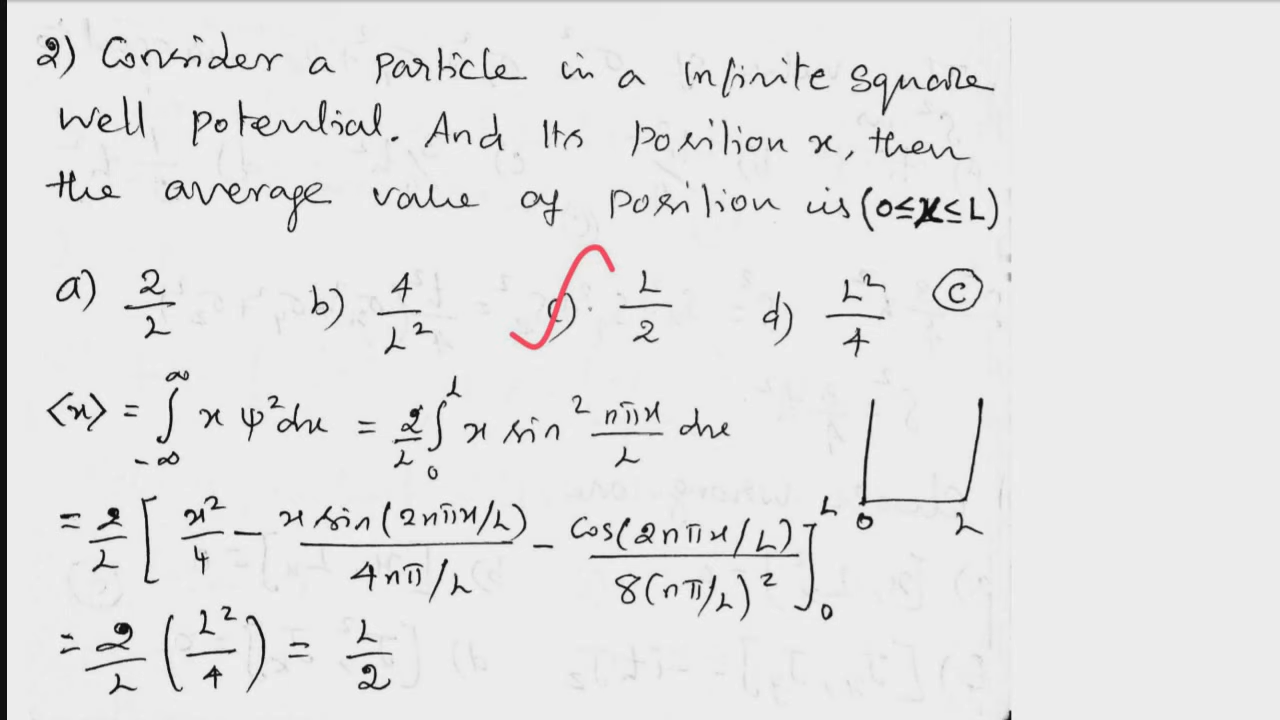 2) Consider a particle in a infinite square
well potential. And Its position x, then
the average value of position is (0≤x≤L)
a) 2/L b) 4/L² c) L/2 d) L²/4 Ⓒ
⟨x⟩ = ∫_{-∞}^{∞} x ψ² dx = 2/L ∫_0^L x sin² nπx/L dx
= 2/L [ x²/4 - x sin(2nπx/L)/4nπ/L - cos(2nπx/L)/8(nπ/L)² ]_0^L
0 L
= 2/L (L²/4) = L/2